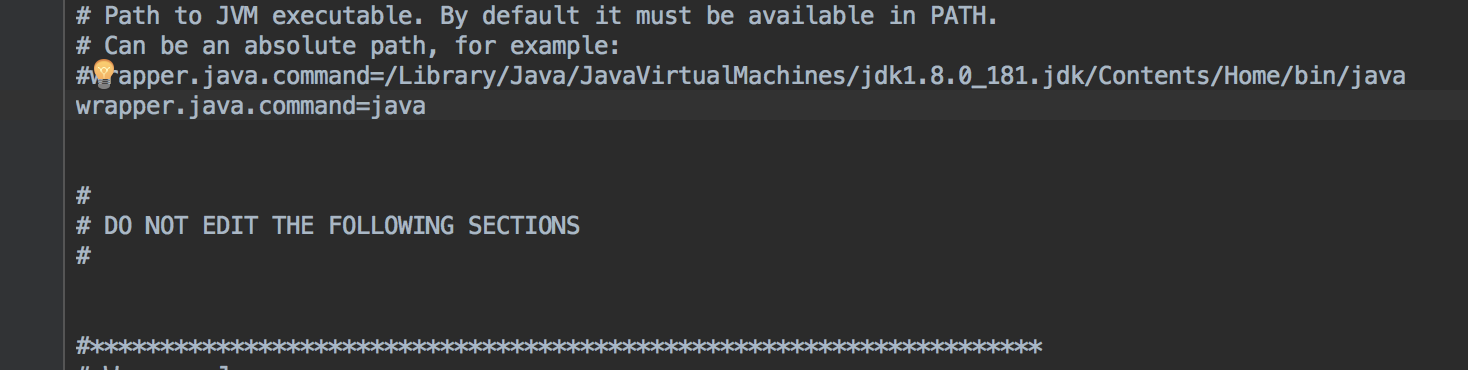 # Path to JVM executable. By default it must be available in PATH.
# Can be an absolute path, for example:
#wrapper.java.command=/Library/Java/JavaVirtualMachines/jdk1.8.0_181.jdk/Contents/Home/bin/java
wrapper.java.command=java
#
# DO NOT EDIT THE FOLLOWING SECTIONS
#
#********************************************************************